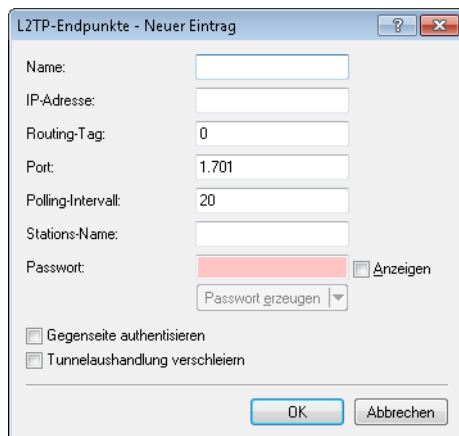 L2TP-Endpunkte - Neuer Eintrag
Name:
IP-Adresse:
Routing-Tag: 0
Port: 1.701
Polling-Intervall: 20
Stations-Name:
Passwort: Anzeigen
Passwort erzeugen
Gegenseite authentisieren
Tunnelaushandlung verschleiern
OK Abbrechen